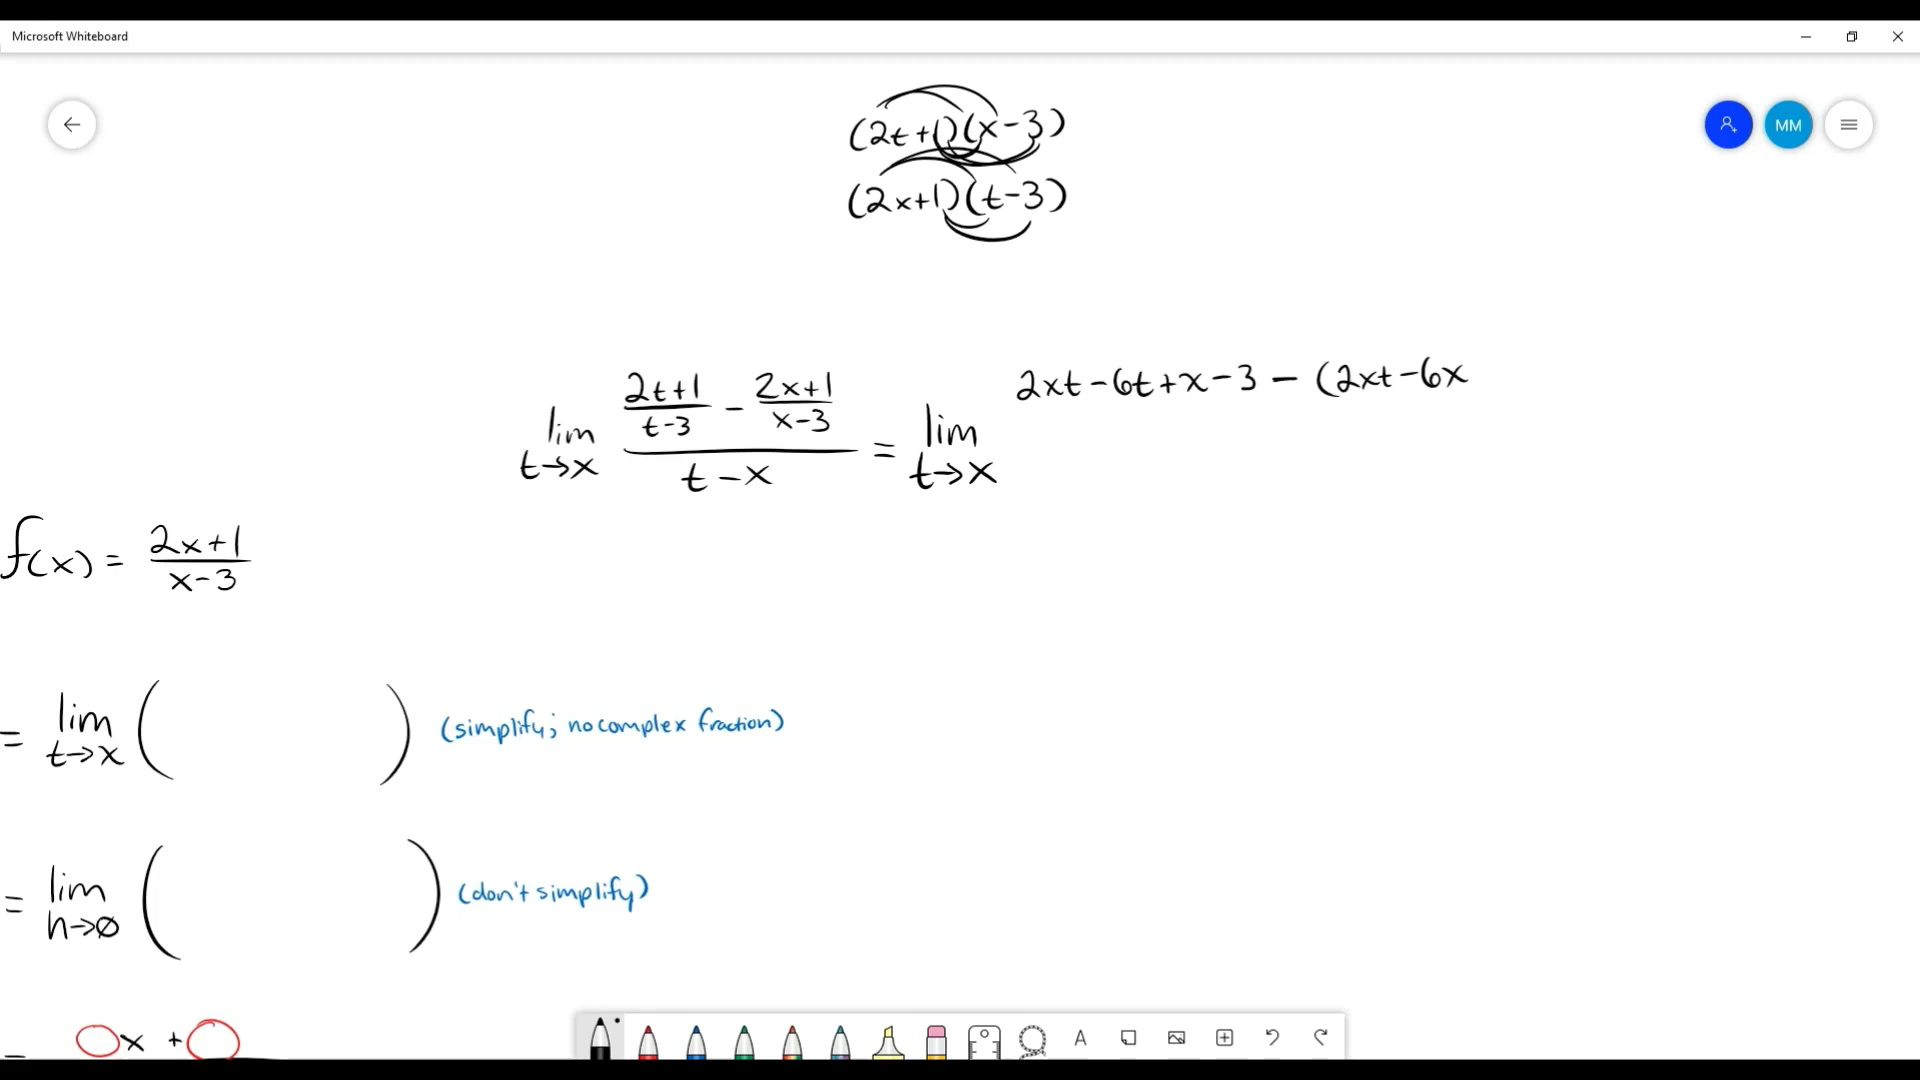 Microsoft Whiteboard
MM
(2t+1)(x-3)
(2x+1)(t-3)
lim t→x ((2t+1)/(t-3) - (2x+1)/(x-3))/(t-x) = lim t→x 2xt-6t+x-3-(2xt-6x
f(x) = (2x+1)/(x-3)
= lim t→x ( ) (simplify; no complex fraction)
= lim h→0 ( ) (don't simplify)
= x +
A